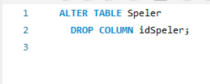 1 ALTER TABLE Speler
2 DROP COLUMN idSpeler;
3